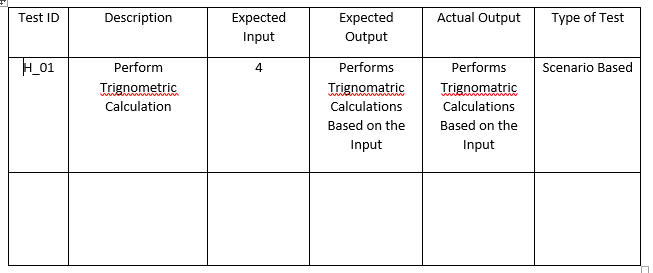 Test ID Description Expected Input Expected Output Actual Output Type of Test
H_01 Perform Trignometric Calculation 4 Performs Trignomatric Calculations Based on the Input Performs Trignomatric Calculations Based on the Input Scenario Based